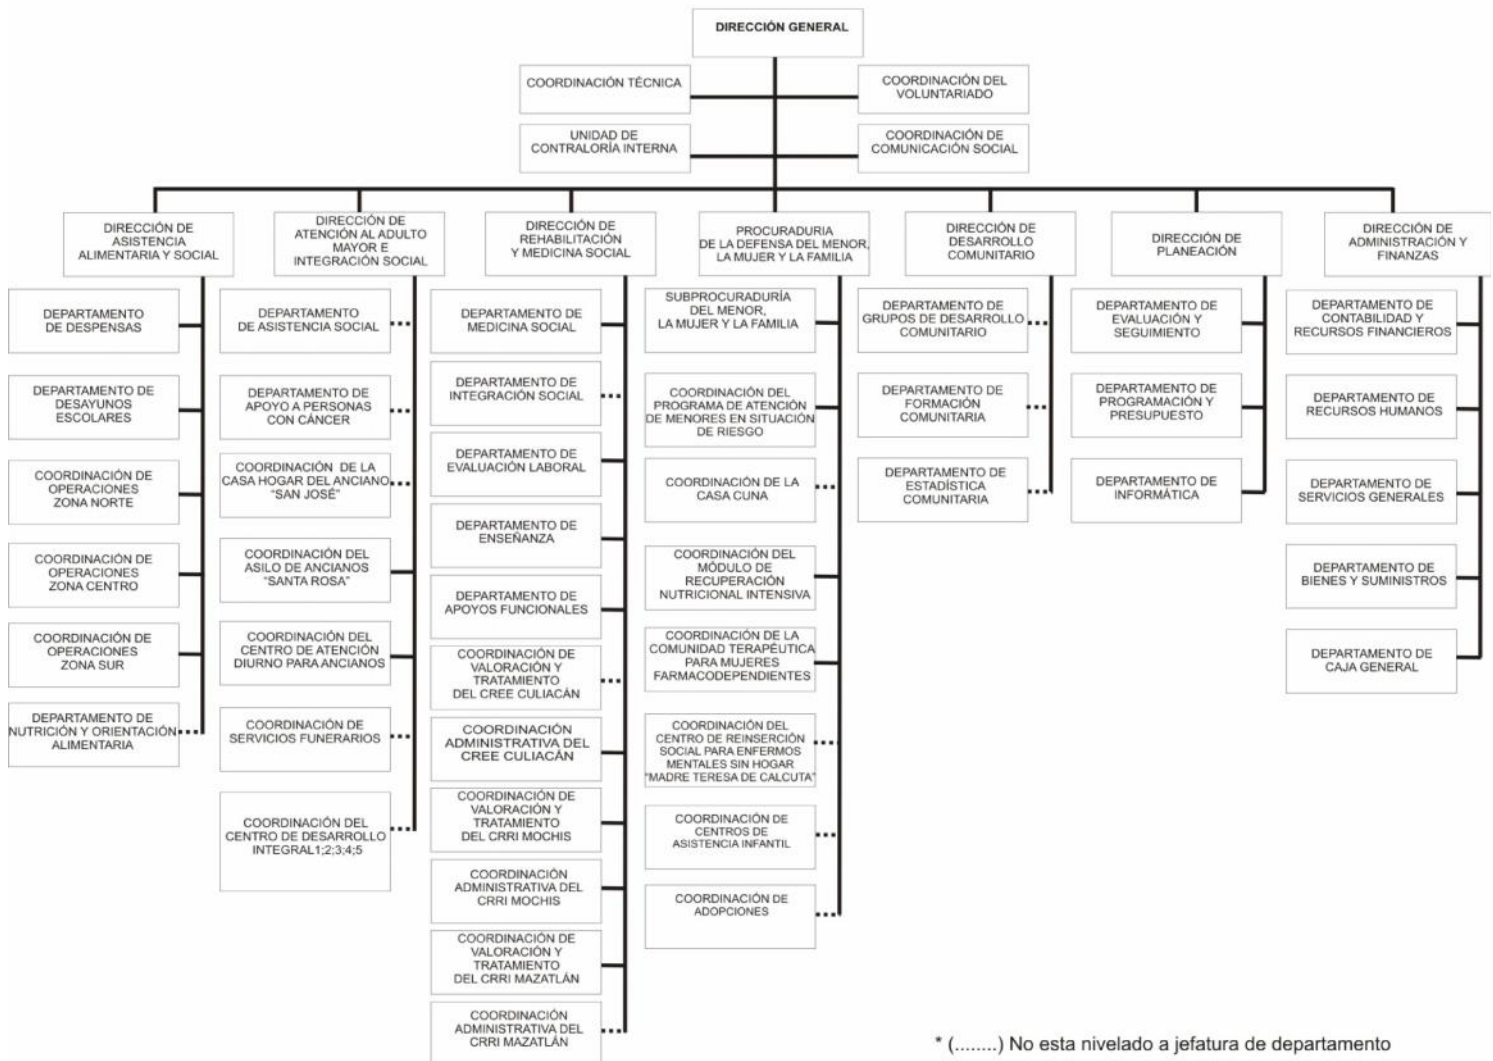 DIRECCIÓN GENERAL
COORDINACIÓN TÉCNICA
COORDINACIÓN DEL
VOLUNTARIADO
UNIDAD DE
CONTRALORÍA INTERNA
COORDINACIÓN DE
COMUNICACIÓN SOCIAL
DIRECCIÓN DE
ASISTENCIA
ALIMENTARIA Y SOCIAL
DEPARTAMENTO
DE DESPENSAS
DEPARTAMENTO DE
DESAYUNOS
ESCOLARES
COORDINACIÓN DE
OPERACIONES
ZONA NORTE
COORDINACIÓN DE
OPERACIONES
ZONA CENTRO
COORDINACIÓN DE
OPERACIONES
ZONA SUR
DEPARTAMENTO DE
NUTRICIÓN Y ORIENTACIÓN
ALIMENTARIA
DIRECCIÓN DE
ATENCIÓN AL ADULTO
MAYOR E
INTEGRACIÓN SOCIAL
DEPARTAMENTO
DE ASISTENCIA SOCIAL
DEPARTAMENTO DE
APOYO A PERSONAS
CON CÁNCER
COORDINACIÓN DE LA
CASA HOGAR DEL ANCIANO
"SAN JOSÉ"
COORDINACIÓN DEL
ASILO DE ANCIANOS
"SANTA ROSA"
COORDINACIÓN DEL
CENTRO DE ATENCIÓN
DIURNO PARA ANCIANOS
COORDINACIÓN DE
SERVICIOS FUNERARIOS
COORDINACIÓN DEL
CENTRO DE DESARROLLO
INTEGRAL1;2;3;4;5
DIRECCIÓN DE
REHABILITACIÓN
Y MEDICINA SOCIAL
DEPARTAMENTO DE
MEDICINA SOCIAL
DEPARTAMENTO DE
INTEGRACIÓN SOCIAL
DEPARTAMENTO
DE EVALUACIÓN LABORAL
DEPARTAMENTO DE
ENSEÑANZA
DEPARTAMENTO DE
APOYOS FUNCIONALES
COORDINACIÓN DE
VALORACIÓN Y
TRATAMIENTO
DEL CREE CULIACÁN
COORDINACIÓN
ADMINISTRATIVA DEL
CREE CULIACÁN
COORDINACIÓN DE
VALORACIÓN Y
TRATAMIENTO
DEL CRRI MOCHIS
COORDINACIÓN
ADMINISTRATIVA DEL
CRRI MOCHIS
COORDINACIÓN DE
VALORACIÓN Y
TRATAMIENTO
DEL CRRI MAZATLÁN
COORDINACIÓN
ADMINISTRATIVA DEL
CRRI MAZATLÁN
PROCURADURIA
DE LA DEFENSA DEL MENOR,
LA MUJER Y LA FAMILIA
SUBPROCURADURÍA
DEL MENOR,
LA MUJER Y LA FAMILIA
COORDINACIÓN DEL
PROGRAMA DE ATENCIÓN
DE MENORES EN SITUACIÓN
DE RIESGO
COORDINACIÓN DE LA
CASA CUNA
COORDINACIÓN DEL
MÓDULO DE
RECUPERACIÓN
NUTRICIONAL INTENSIVA
COORDINACIÓN DE LA
COMUNIDAD TERAPÉUTICA
PARA MUJERES
FARMACODEPENDIENTES
COORDINACIÓN DEL
CENTRO DE REINSERCIÓN
SOCIAL PARA ENFERMOS
MENTALES SIN HOGAR
"MADRE TERESA DE CALCUTA"
COORDINACIÓN DE
CENTROS DE
ASISTENCIA INFANTIL
COORDINACIÓN DE
ADOPCIONES
DIRECCIÓN DE
DESARROLLO
COMUNITARIO
DEPARTAMENTO DE
GRUPOS DE DESARROLLO
COMUNITARIO
DEPARTAMENTO DE
FORMACIÓN
COMUNITARIA
DEPARTAMENTO DE
ESTADÍSTICA
COMUNITARIA
DIRECCIÓN DE
PLANEACIÓN
DEPARTAMENTO DE
EVALUACIÓN Y
SEGUIMIENTO
DEPARTAMENTO DE
PROGRAMACIÓN Y
PRESUPUESTO
DEPARTAMENTO DE
INFORMÁTICA
DIRECCIÓN DE
ADMINISTRACIÓN Y
FINANZAS
DEPARTAMENTO DE
CONTABILIDAD Y
RECURSOS FINANCIEROS
DEPARTAMENTO DE
RECURSOS HUMANOS
DEPARTAMENTO DE
SERVICIOS GENERALES
DEPARTAMENTO DE
BIENES Y SUMINISTROS
DEPARTAMENTO DE
CAJA GENERAL
* (........) No esta nivelado a jefatura de departamento